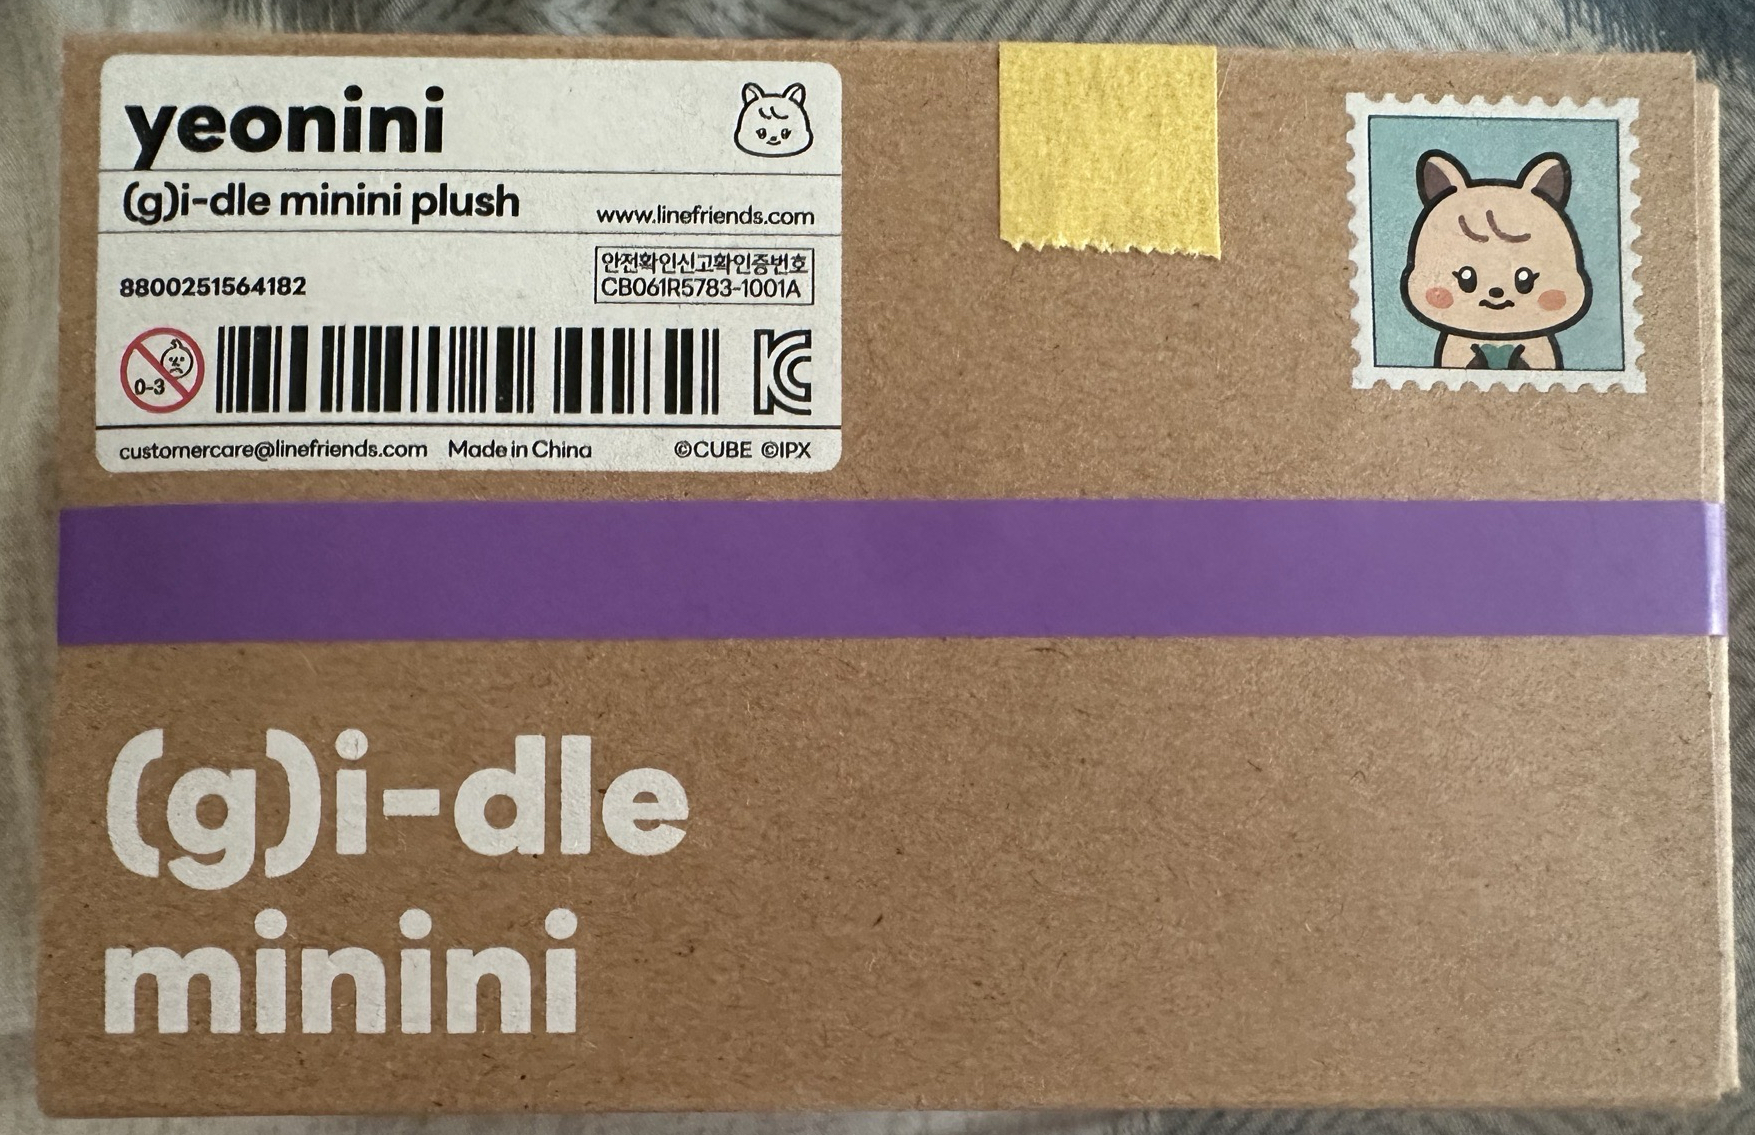 yeonini
(g)i-dle minini plush
www.linefriends.com
8800251564182
안전확인신고확인증번호
CB061R5783-1001A
0-3
KC
customercare@linefriends.com Made in China ©CUBE ©IPX
(g)i-dle
minini